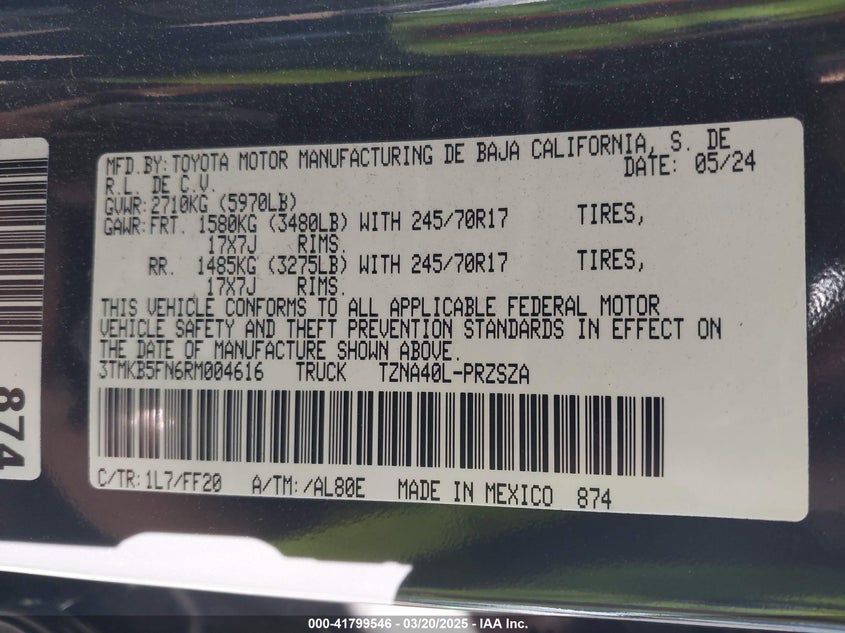 MFD.BY: TOYOTA MOTOR MANUFACTURING DE BAJA CALIFORNIA, S. DE
R.L. DE C.V.
DATE: 05/24
GVWR:2710KG (5970LB)
GAWR:FRT. 1580KG (3480LB) WITH 245/70R17 TIRES,
17X7J RIMS.
RR. 1485KG (3275LB) WITH 245/70R17 TIRES,
17X7J RIMS.
THIS VEHICLE CONFORMS TO ALL APPLICABLE FEDERAL MOTOR
VEHICLE SAFETY AND THEFT PREVENTION STANDARDS IN EFFECT ON
THE DATE OF MANUFACTURE SHOWN ABOVE.
3TMKB5FN6RM004616 TRUCK TZNA40L-PRZSZA
C/TR:1L7/FF20 A/TM:/AL80E MADE IN MEXICO 874
874
000-41799546 — 03/20/2025 — IAA Inc.